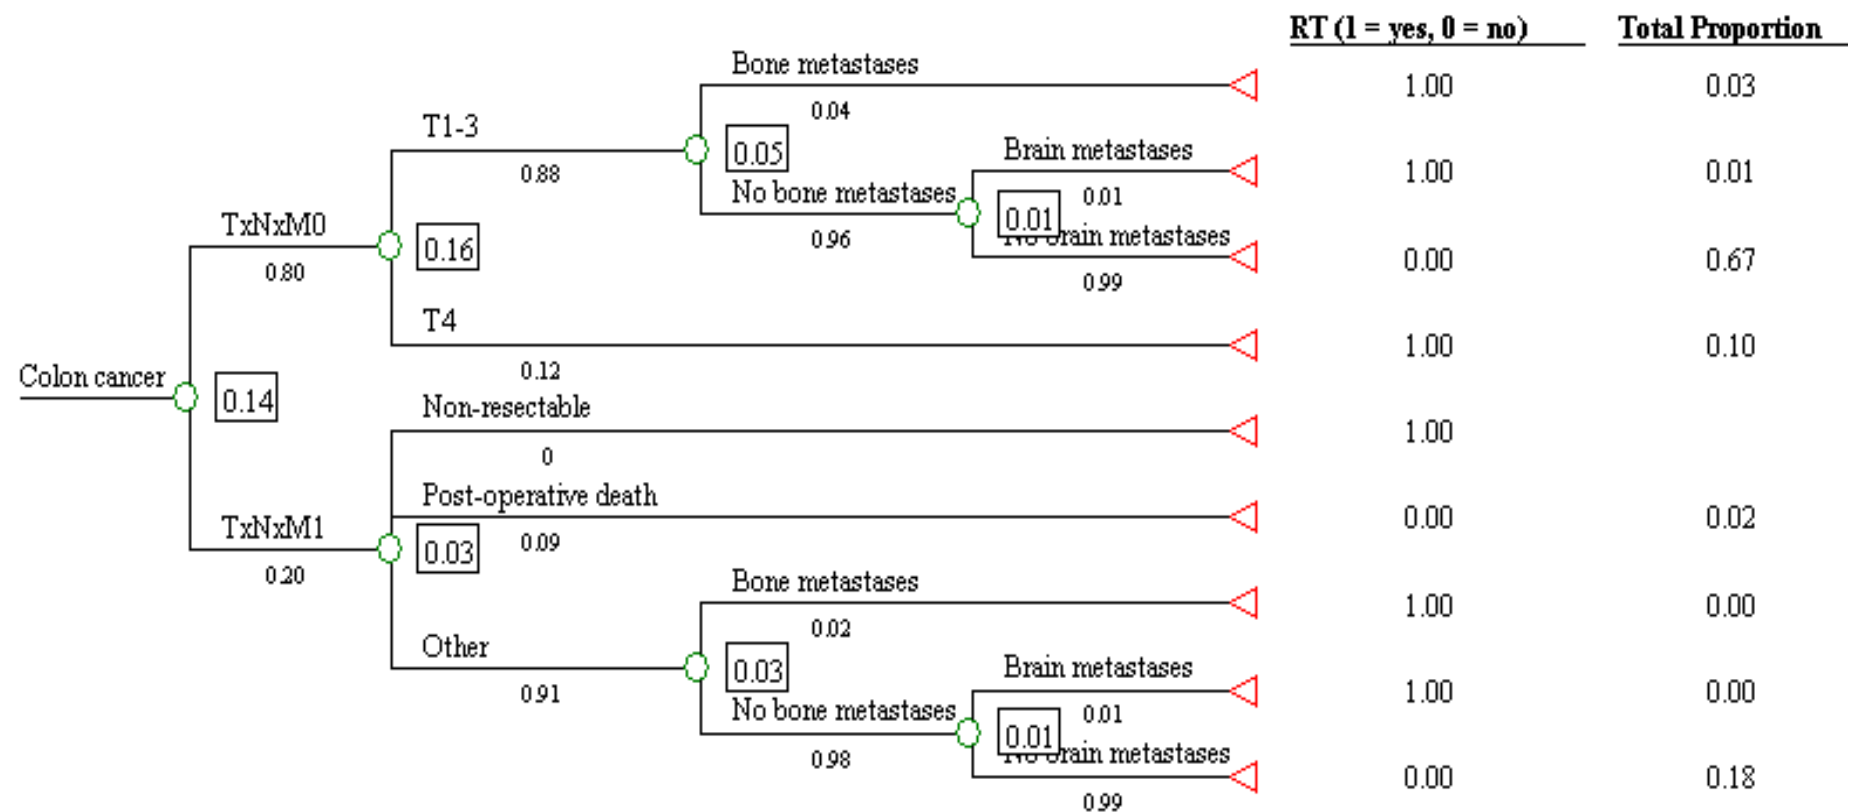 RT (1 = yes, 0 = no) Total Proportion
Bone metastases 1.00 0.03
0.04
T1-3
0.05
0.88
Brain metastases 1.00 0.01
0.01
No bone metastases
0.01
0.96
No brain metastases 0.00 0.67
0.99
TxNxM0
0.16
0.80
T4 1.00 0.10
0.12
Colon cancer
0.14
Non-resectable 1.00
0
Post-operative death 0.00 0.02
0.09
TxNxM1
0.03
0.20
Bone metastases 1.00 0.00
0.02
Other
0.03
0.91
Brain metastases 1.00 0.00
0.01
No bone metastases
0.01
0.98
No brain metastases 0.00 0.18
0.99